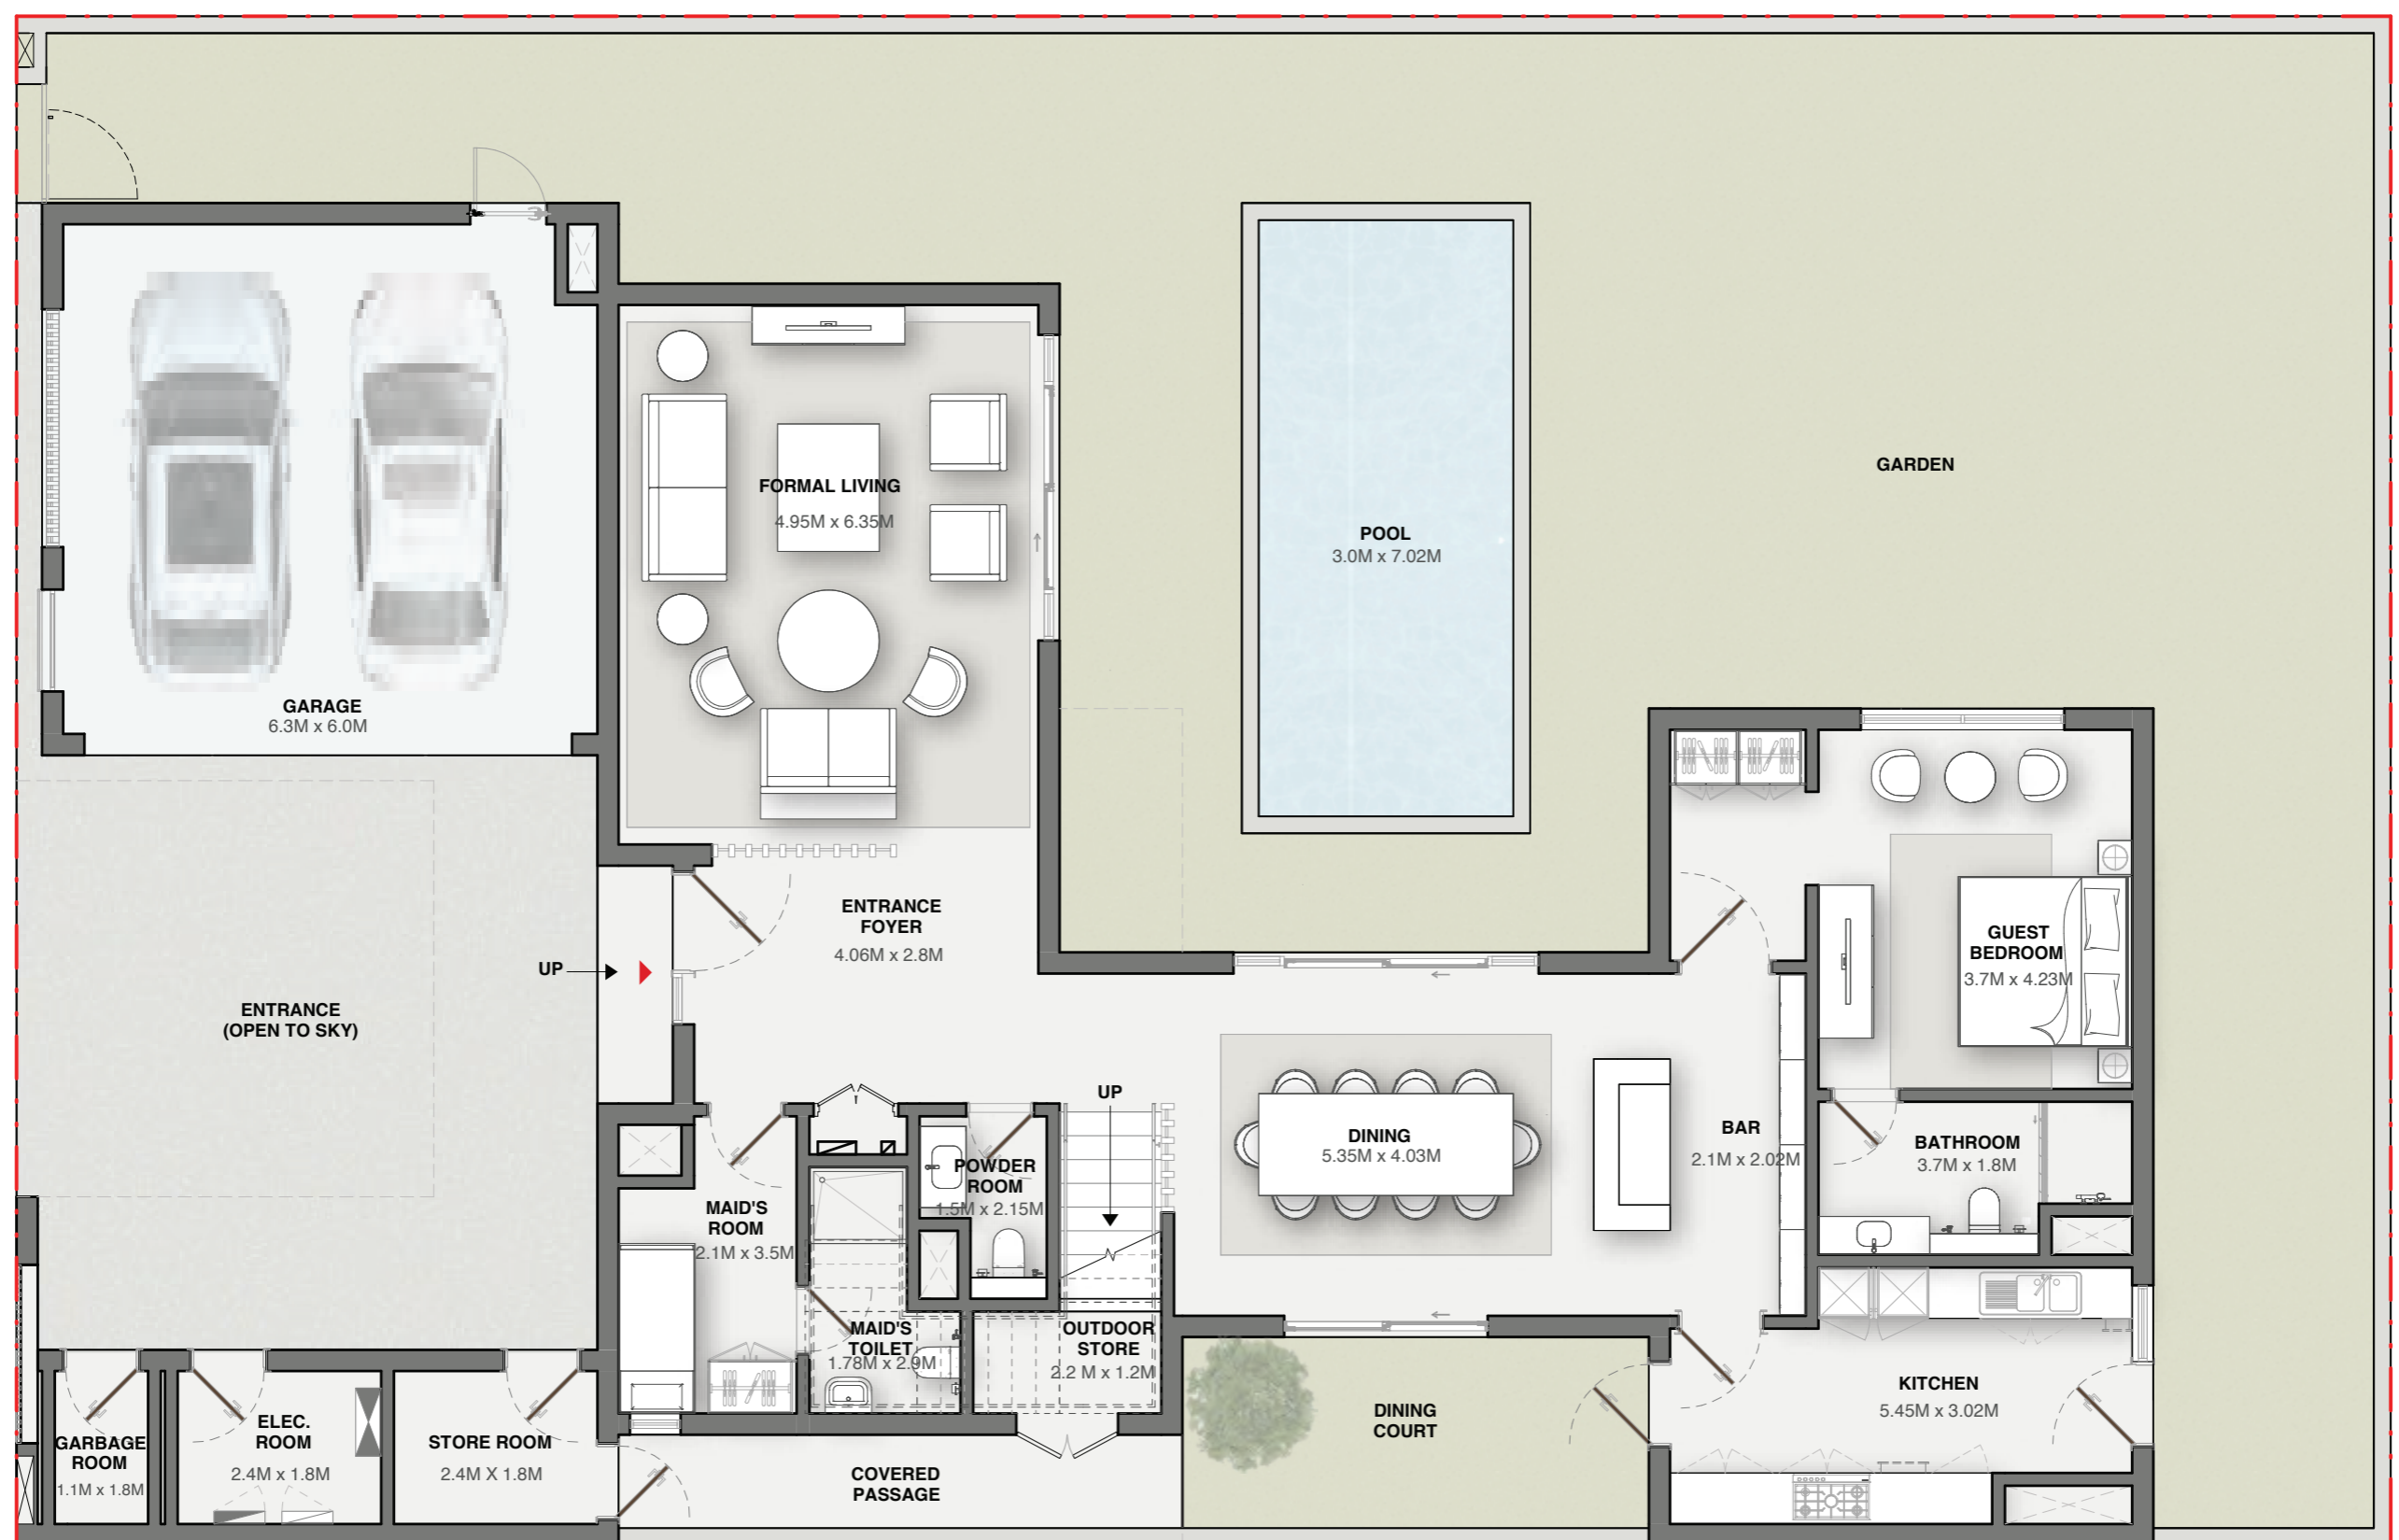 FORMAL LIVING
4.95M x 6.35M
GARDEN
POOL
3.0M x 7.02M
GARAGE
6.3M x 6.0M
ENTRANCE
FOYER
4.06M x 2.8M
UP
GUEST
BEDROOM
3.7M x 4.23M
ENTRANCE
(OPEN TO SKY)
UP
DINING
5.35M x 4.03M
BAR
2.1M x 2.02M
BATHROOM
3.7M x 1.8M
POWDER
ROOM
1.5M x 2.15M
MAID'S
ROOM
2.1M x 3.5M
MAID'S
TOILET
1.78M x 2.9M
OUTDOOR
STORE
2.2 M x 1.2M
KITCHEN
5.45M x 3.02M
DINING
COURT
GARBAGE
ROOM
1.1M x 1.8M
ELEC.
ROOM
2.4M x 1.8M
STORE ROOM
2.4M X 1.8M
COVERED
PASSAGE